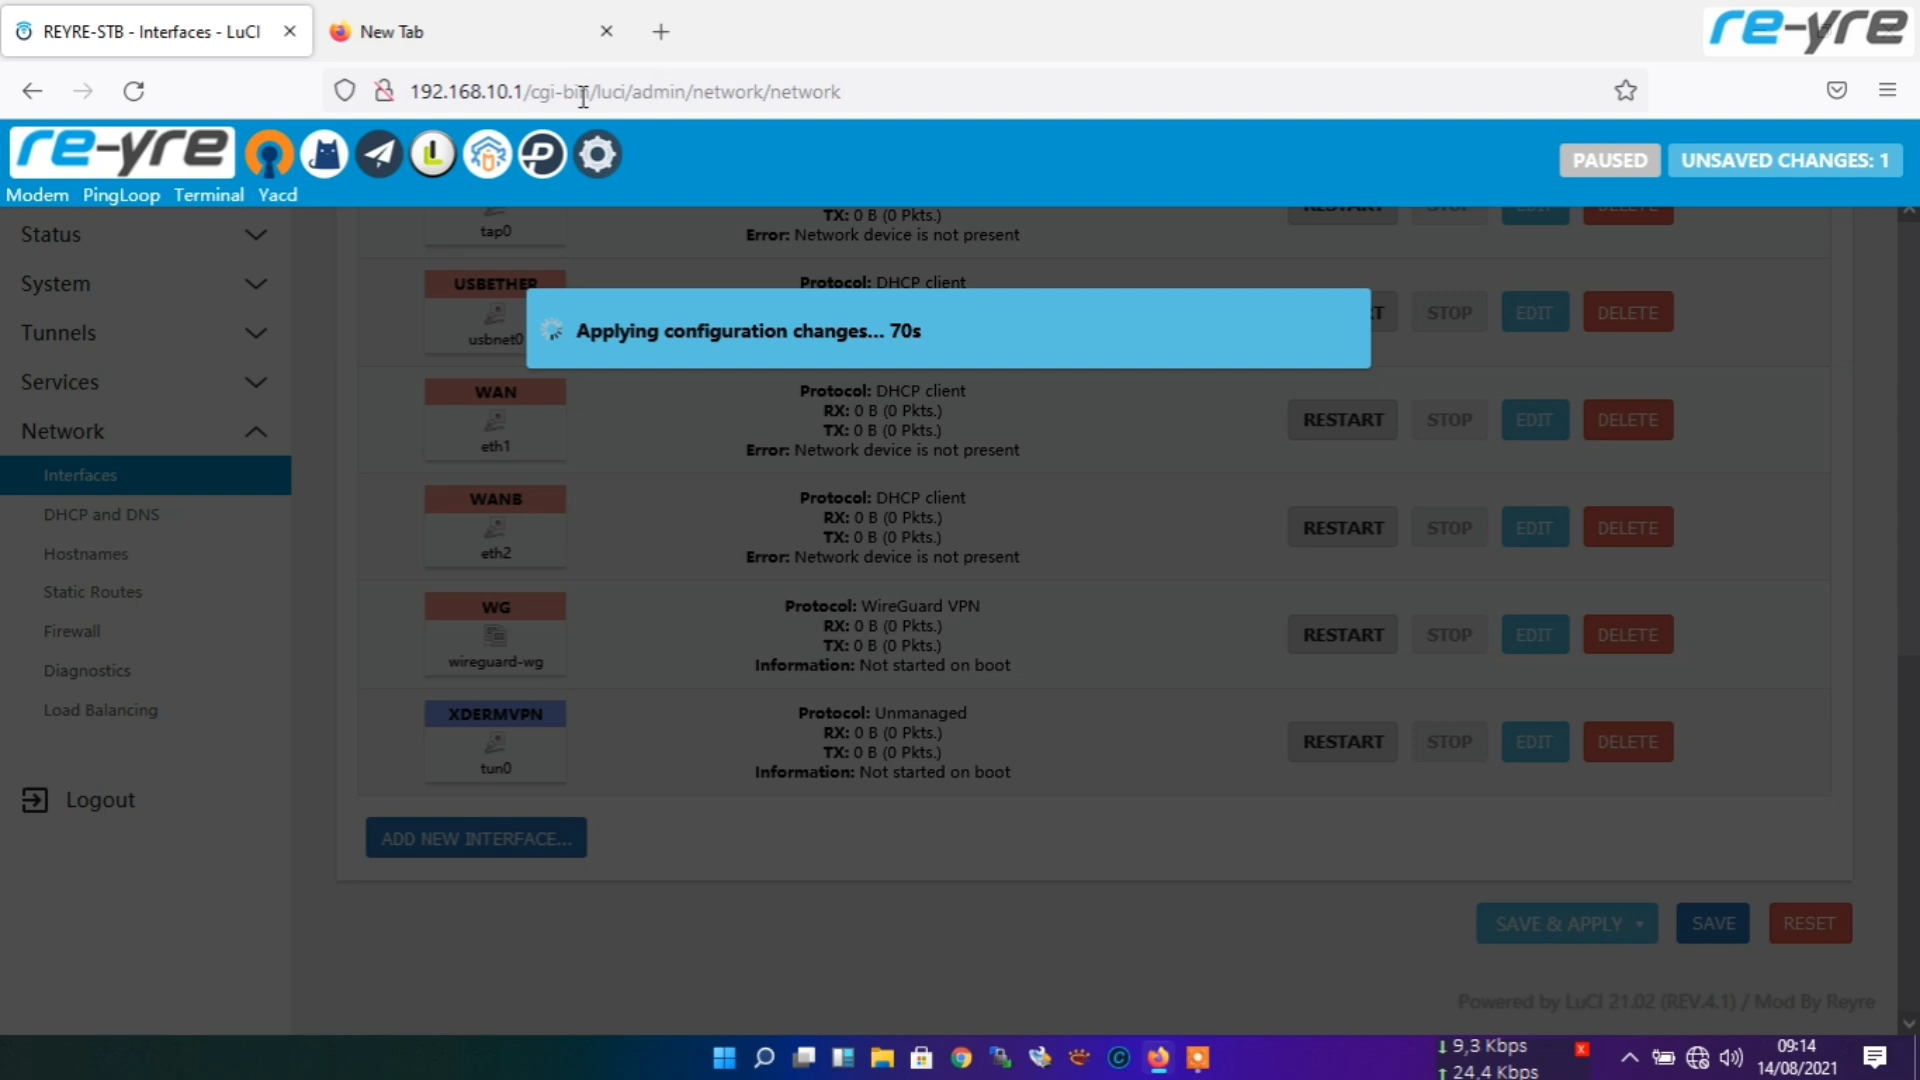 REYRE-STB - Interfaces - LuCI
New Tab
re-yre
192.168.10.1/cgi-bin/luci/admin/network/network
re-yre
PAUSED
UNSAVED CHANGES: 1
Modem PingLoop Terminal Yacd
Status
System
Tunnels
Services
Network
Interfaces
DHCP and DNS
Hostnames
Static Routes
Firewall
Diagnostics
Load Balancing
Logout
tap0
TX: 0 B (0 Pkts.)
Error: Network device is not present
RESTART STOP EDIT DELETE
USBETHER
usbnet0
Protocol: DHCP client
STOP EDIT DELETE
Applying configuration changes... 70s
WAN
eth1
Protocol: DHCP client
RX: 0 B (0 Pkts.)
TX: 0 B (0 Pkts.)
Error: Network device is not present
RESTART STOP EDIT DELETE
WANB
eth2
Protocol: DHCP client
RX: 0 B (0 Pkts.)
TX: 0 B (0 Pkts.)
Error: Network device is not present
RESTART STOP EDIT DELETE
WG
wireguard-wg
Protocol: WireGuard VPN
RX: 0 B (0 Pkts.)
TX: 0 B (0 Pkts.)
Information: Not started on boot
RESTART STOP EDIT DELETE
XDERMVPN
tun0
Protocol: Unmanaged
RX: 0 B (0 Pkts.)
TX: 0 B (0 Pkts.)
Information: Not started on boot
RESTART STOP EDIT DELETE
ADD NEW INTERFACE...
SAVE & APPLY SAVE RESET
Powered by LuCI 21.02 (REV.4.1) / Mod By Reyre
9,3 Kbps
24,4 Kbps
09:14
14/08/2021